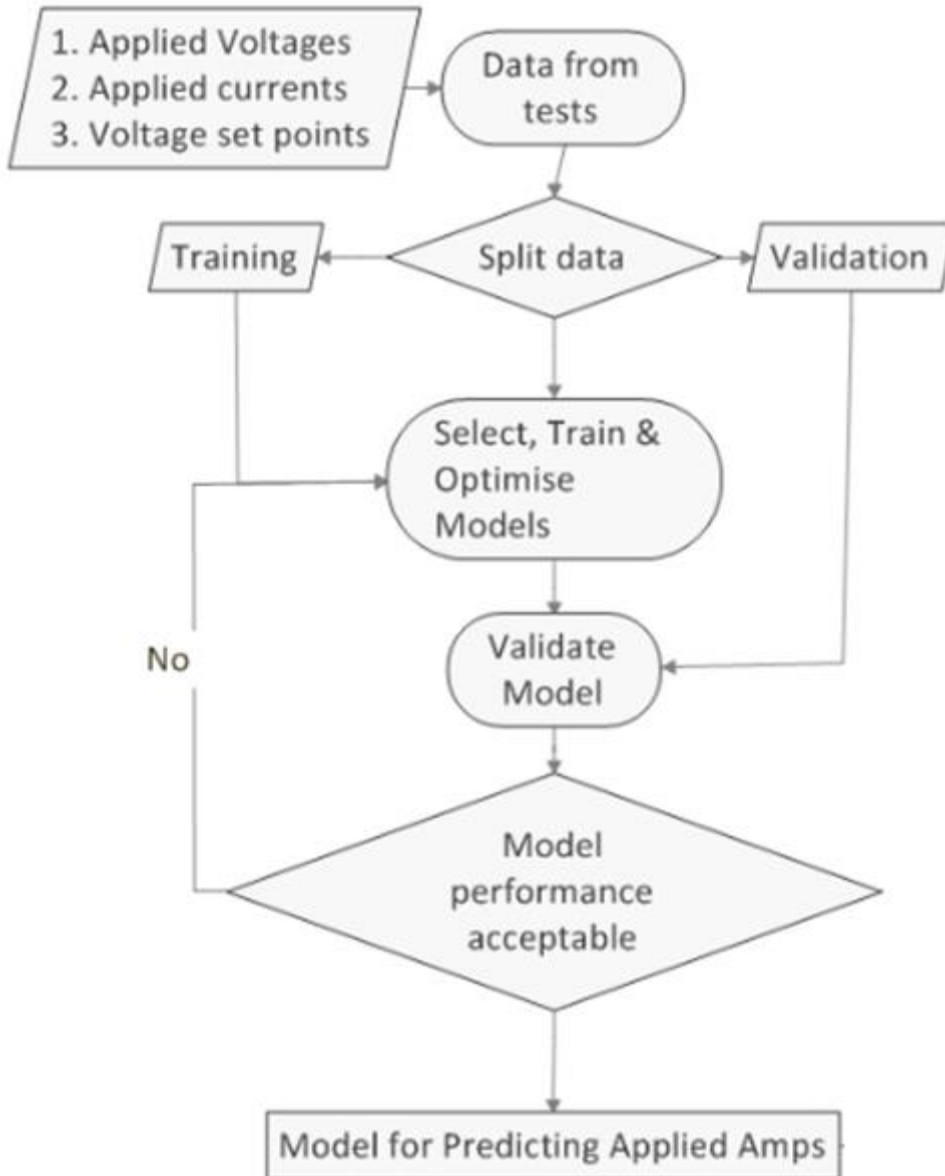 1. Applied Voltages
2. Applied currents
3. Voltage set points
Data from
tests
Training
Split data
Validation
Select, Train &
Optimise
Models
Validate
Model
No
Model
performance
acceptable
Model for Predicting Applied Amps